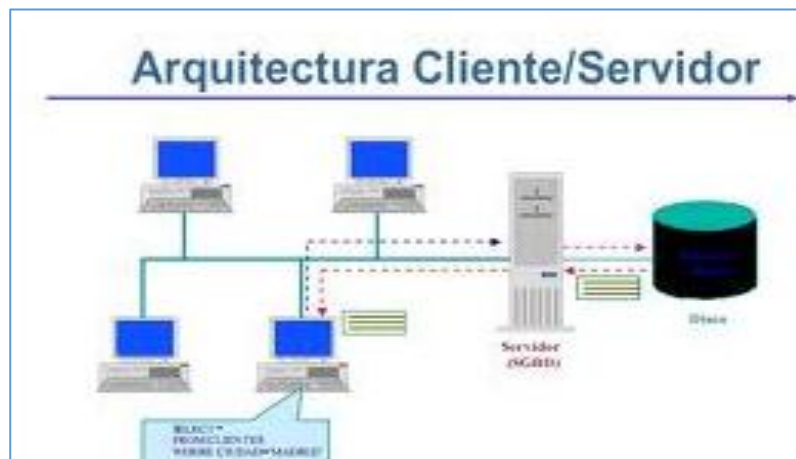 Arquitectura Cliente/Servidor
Servidor
(SGBD)
Disco
SELECT *
FROM CLIENTES
WHERE CIUDAD="MADRID"